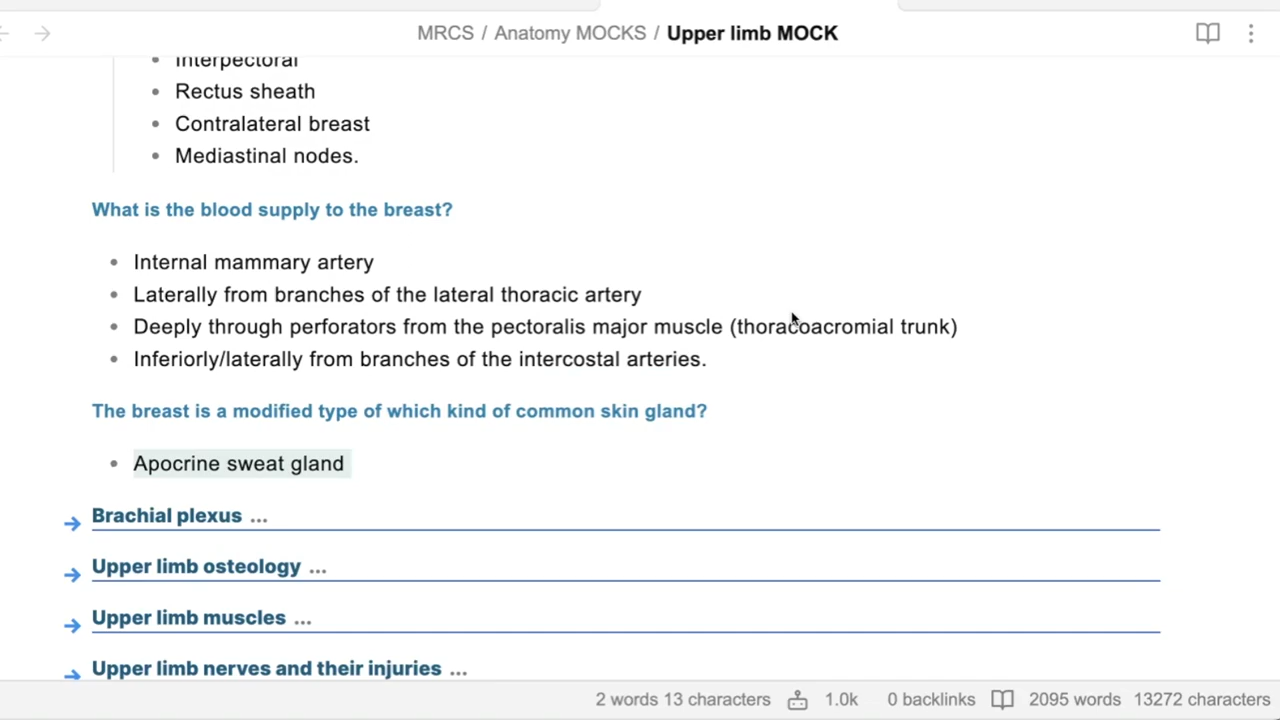 MRCS / Anatomy MOCKS / Upper limb MOCK
Interpectoral
Rectus sheath
Contralateral breast
Mediastinal nodes.
What is the blood supply to the breast?
Internal mammary artery
Laterally from branches of the lateral thoracic artery
Deeply through perforators from the pectoralis major muscle (thoracoacromial trunk)
Inferiorly/laterally from branches of the intercostal arteries.
The breast is a modified type of which kind of common skin gland?
Apocrine sweat gland
Brachial plexus ...
Upper limb osteology ...
Upper limb muscles ...
Upper limb nerves and their injuries ...
2 words 13 characters 1.0k 0 backlinks 2095 words 13272 characters